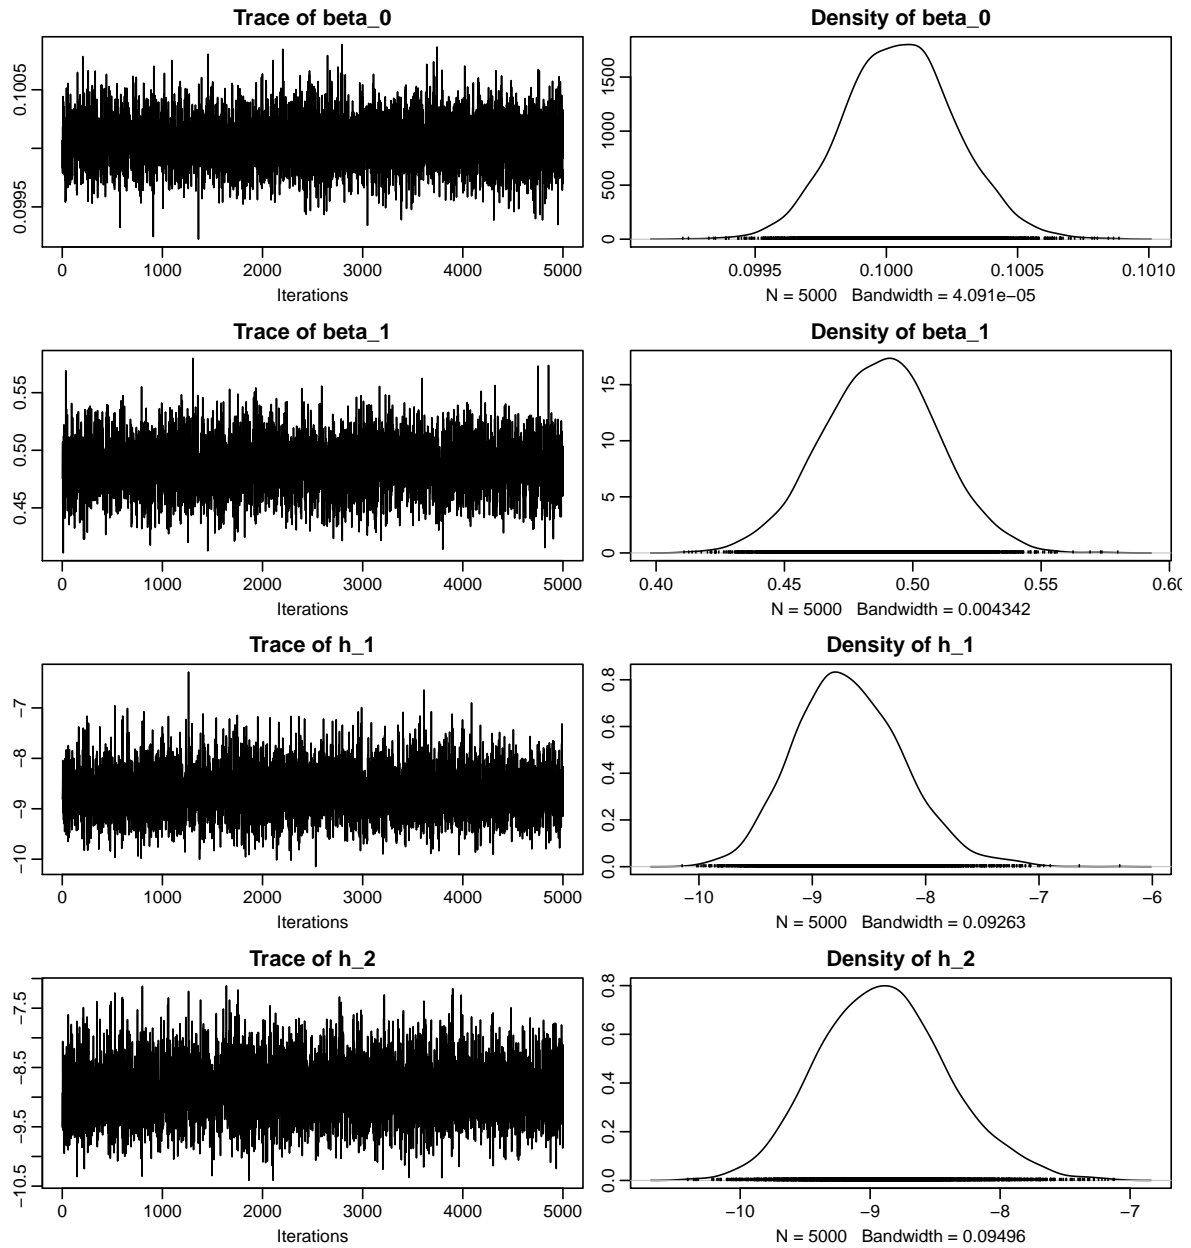 Trace of beta_0
0.0995 0.1005
0 1000 2000 3000 4000 5000
Iterations
Density of beta_0
0 500 1000 1500
0.0995 0.1000 0.1005 0.1010
N = 5000 Bandwidth = 4.091e−05
Trace of beta_1
0.45 0.50 0.55
0 1000 2000 3000 4000 5000
Iterations
Density of beta_1
0 5 10 15
0.40 0.45 0.50 0.55 0.60
N = 5000 Bandwidth = 0.004342
Trace of h_1
−10 −9 −8 −7
0 1000 2000 3000 4000 5000
Iterations
Density of h_1
0.0 0.2 0.4 0.6 0.8
−10 −9 −8 −7 −6
N = 5000 Bandwidth = 0.09263
Trace of h_2
−10.5 −9.5 −8.5 −7.5
0 1000 2000 3000 4000 5000
Iterations
Density of h_2
0.0 0.2 0.4 0.6 0.8
−10 −9 −8 −7
N = 5000 Bandwidth = 0.09496